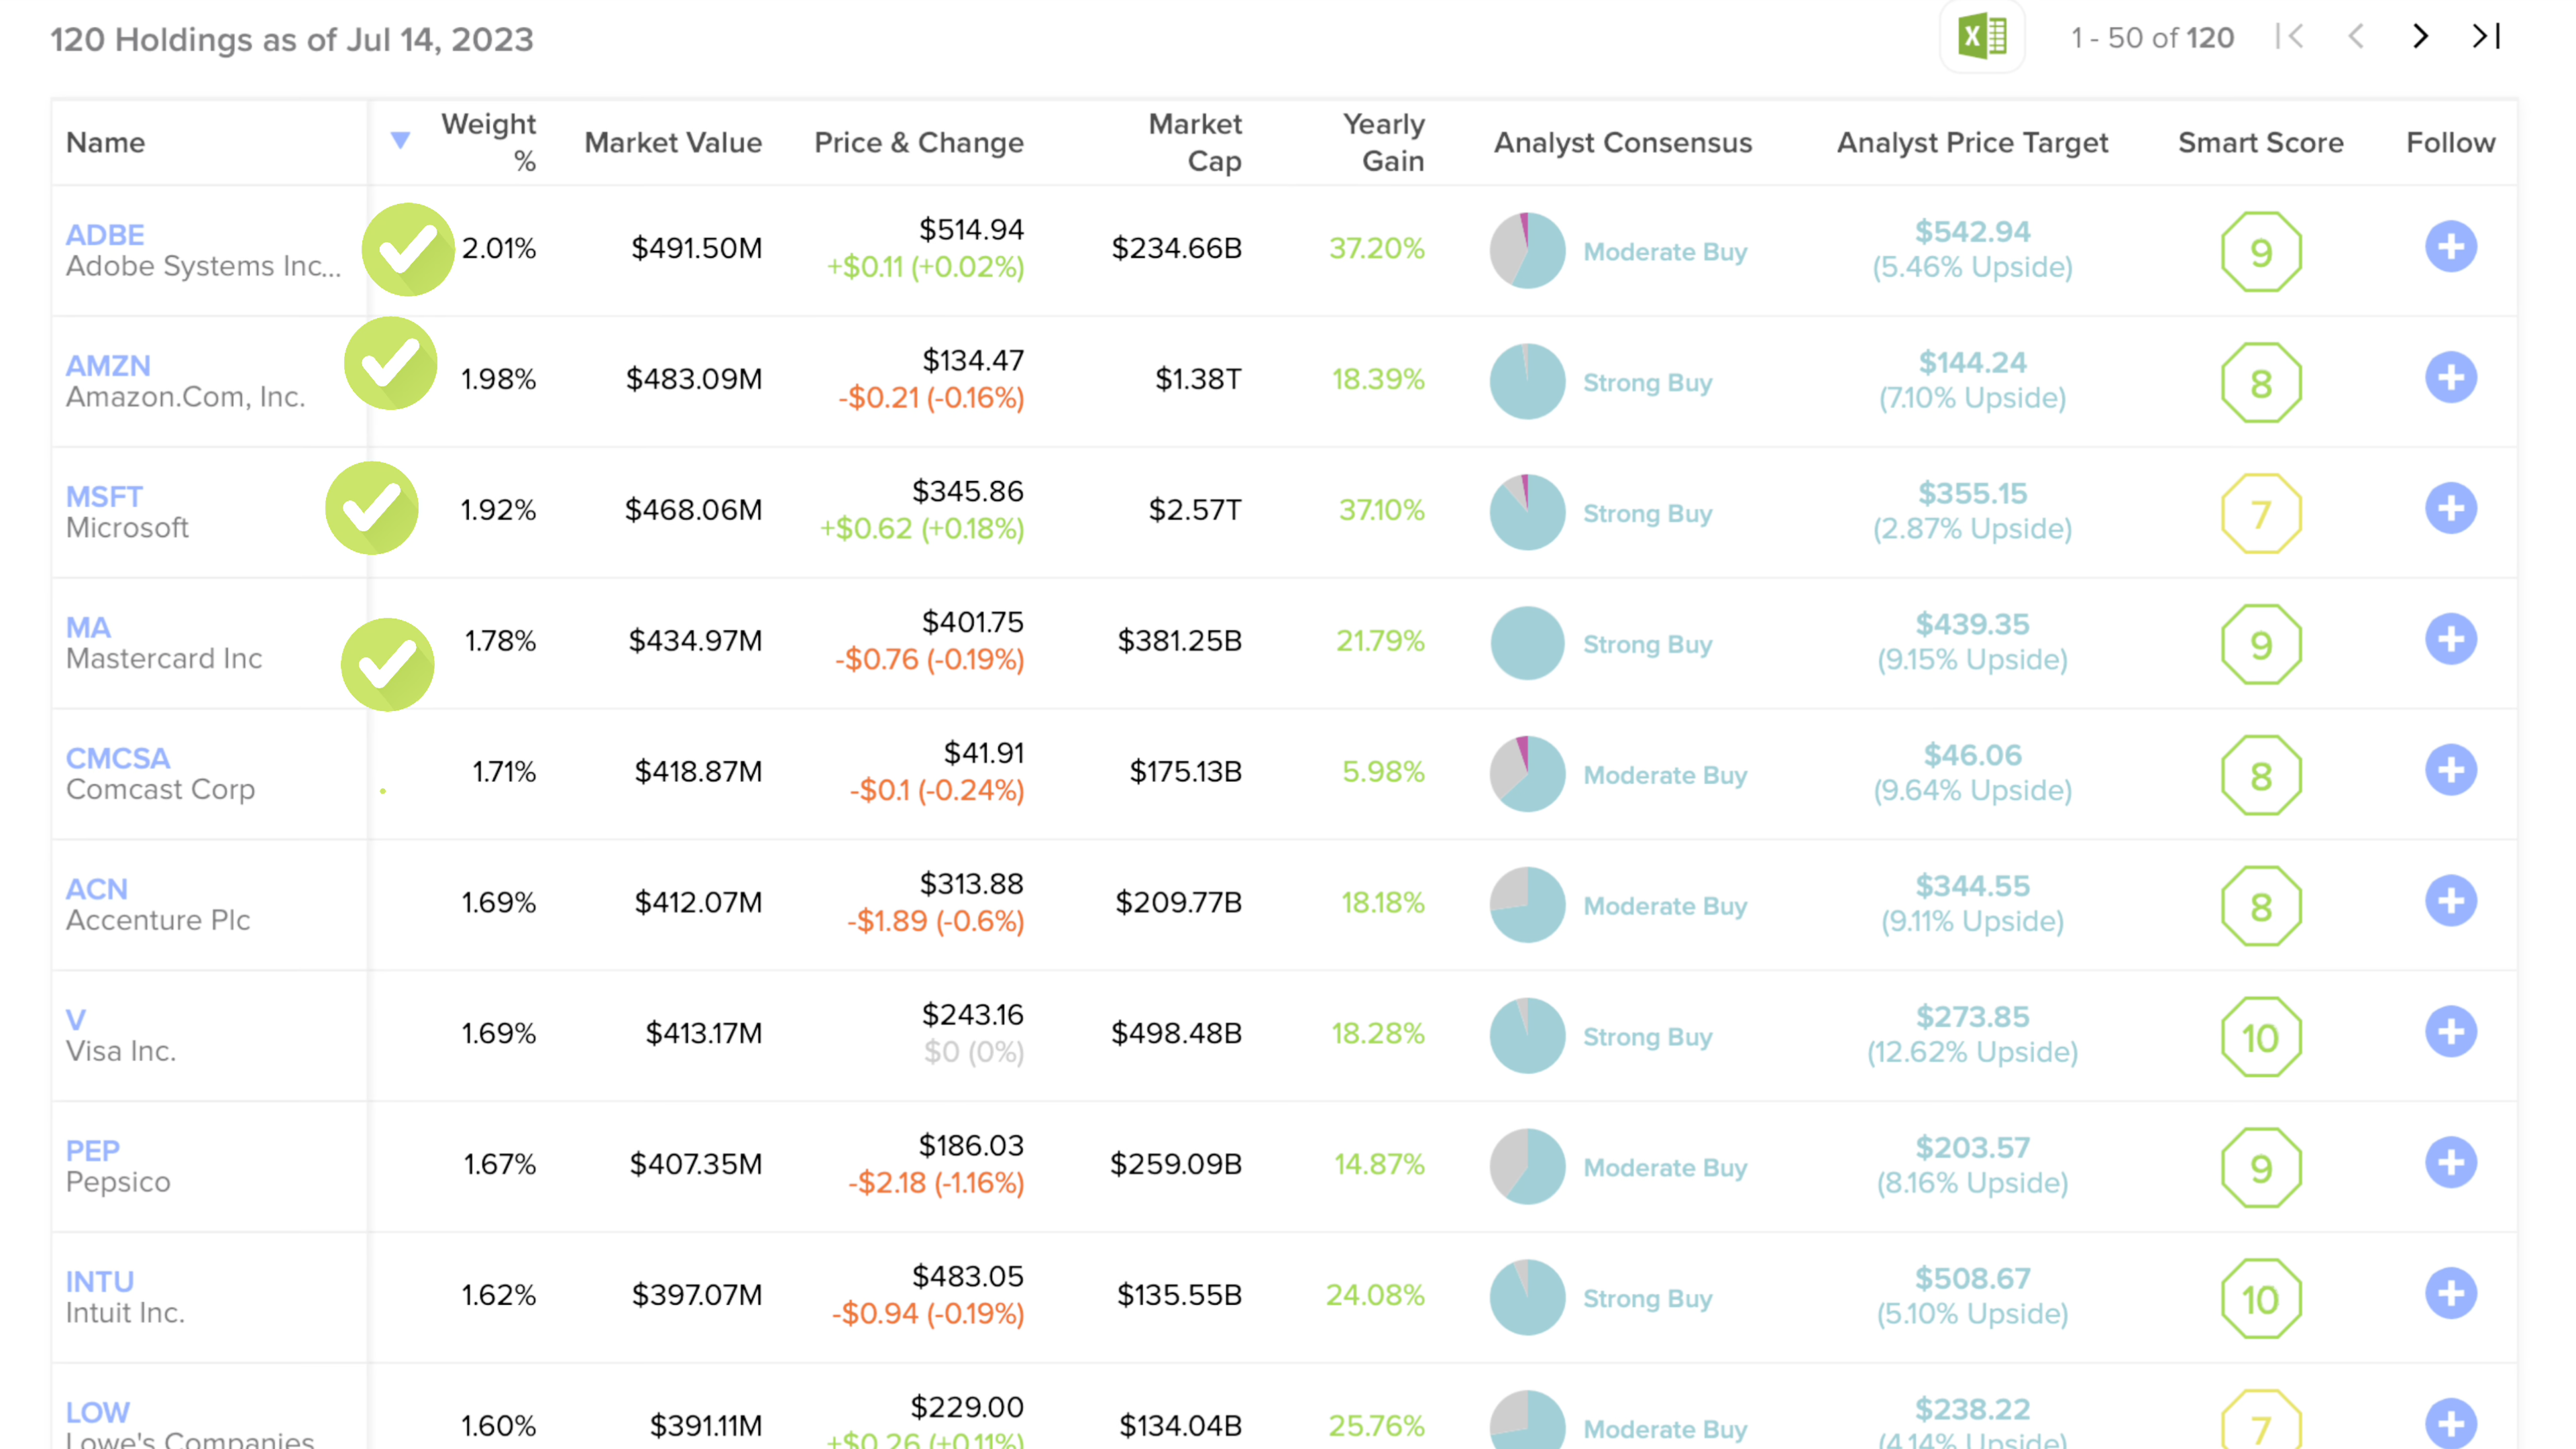 120 Holdings as of Jul 14, 2023
X
1 - 50 of 120
Name Weight % Market Value Price & Change Market Cap Yearly Gain Analyst Consensus Analyst Price Target Smart Score Follow
ADBE
Adobe Systems Inc...
2.01% $491.50M $514.94
+$0.11 (+0.02%)
$234.66B 37.20% Moderate Buy $542.94
(5.46% Upside)
9
AMZN
Amazon.Com, Inc.
1.98% $483.09M $134.47
-$0.21 (-0.16%)
$1.38T 18.39% Strong Buy $144.24
(7.10% Upside)
8
MSFT
Microsoft
1.92% $468.06M $345.86
+$0.62 (+0.18%)
$2.57T 37.10% Strong Buy $355.15
(2.87% Upside)
7
MA
Mastercard Inc
1.78% $434.97M $401.75
-$0.76 (-0.19%)
$381.25B 21.79% Strong Buy $439.35
(9.15% Upside)
9
CMCSA
Comcast Corp
1.71% $418.87M $41.91
-$0.1 (-0.24%)
$175.13B 5.98% Moderate Buy $46.06
(9.64% Upside)
8
ACN
Accenture Plc
1.69% $412.07M $313.88
-$1.89 (-0.6%)
$209.77B 18.18% Moderate Buy $344.55
(9.11% Upside)
8
V
Visa Inc.
1.69% $413.17M $243.16
$0 (0%)
$498.48B 18.28% Strong Buy $273.85
(12.62% Upside)
10
PEP
Pepsico
1.67% $407.35M $186.03
-$2.18 (-1.16%)
$259.09B 14.87% Moderate Buy $203.57
(8.16% Upside)
9
INTU
Intuit Inc.
1.62% $397.07M $483.05
-$0.94 (-0.19%)
$135.55B 24.08% Strong Buy $508.67
(5.10% Upside)
10
LOW
Lowe's Companies
1.60% $391.11M $229.00
+$0.26 (+0.11%)
$134.04B 25.76% Moderate Buy $238.22
(4.14% Upside)
7